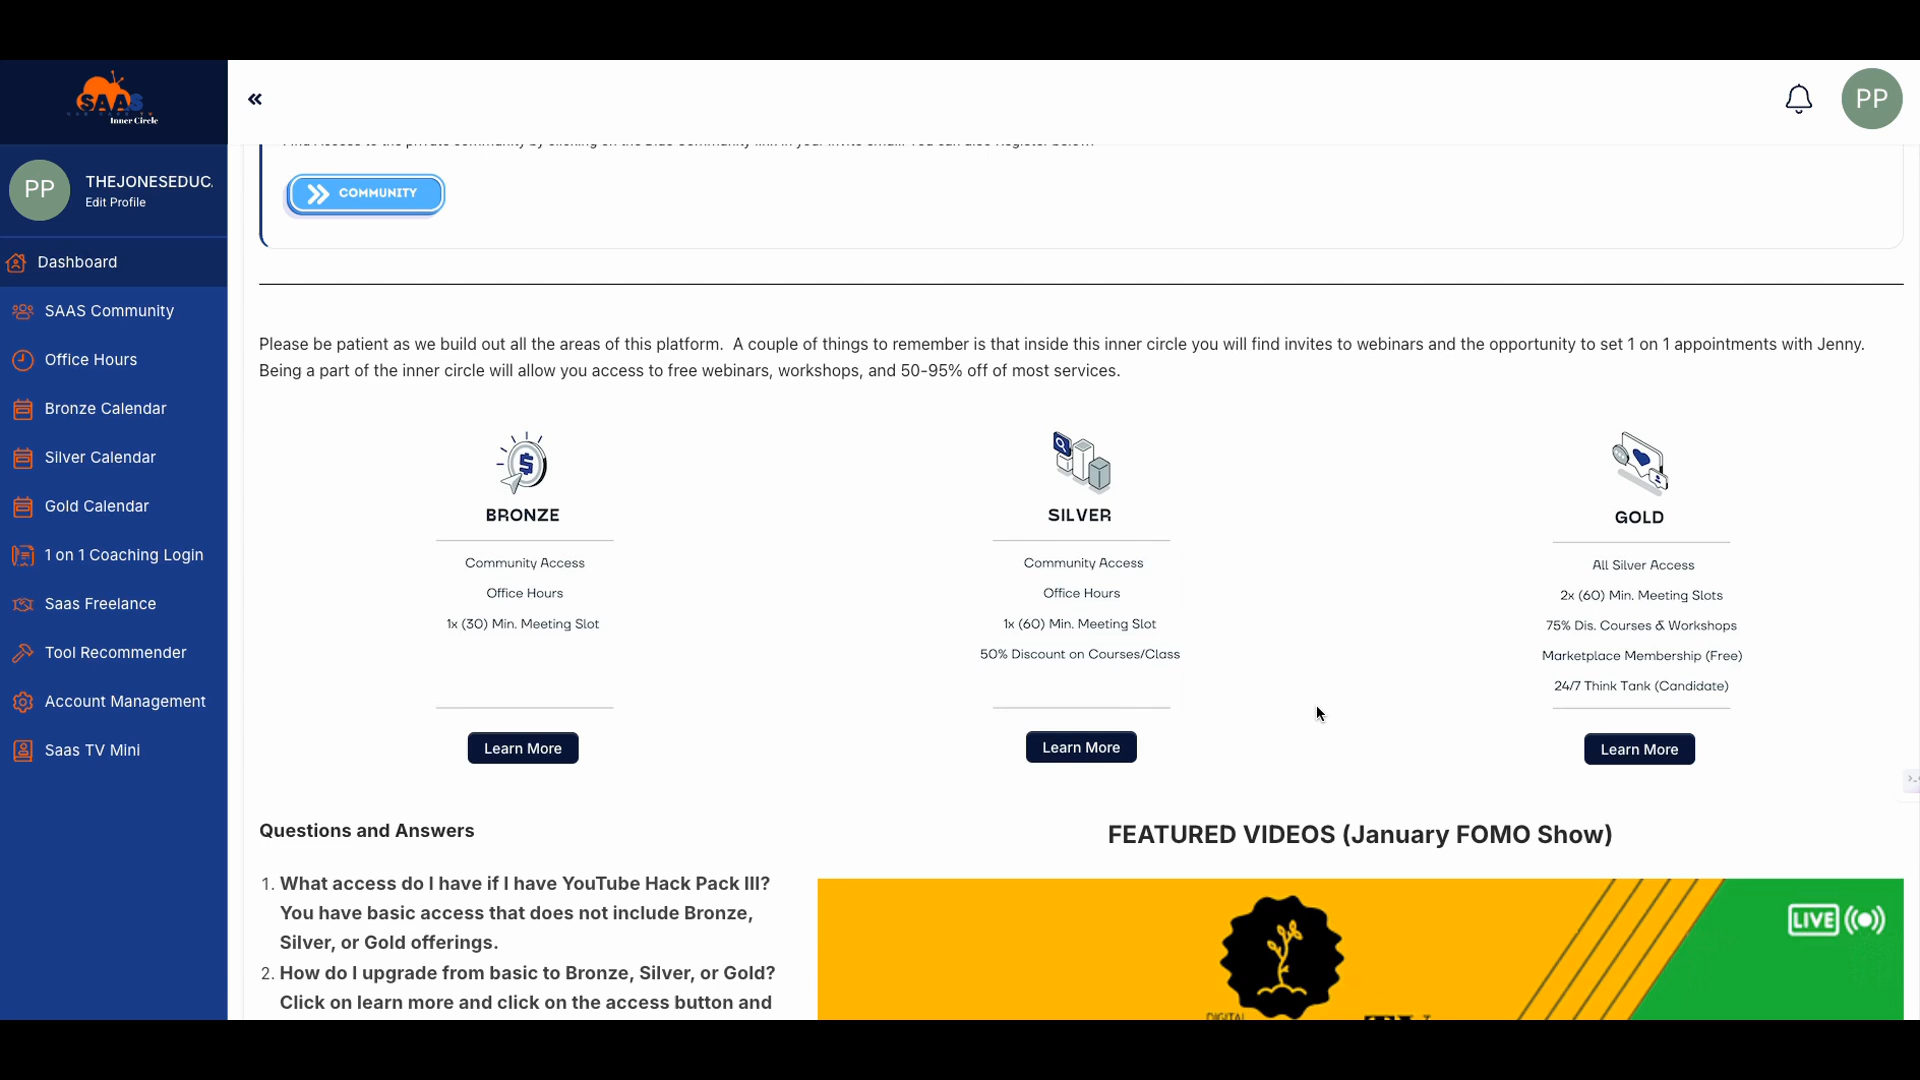 SAAS
Inner Circle
PP
PP
THEJONESEDUC.
Edit Profile
Dashboard
SAAS Community
Office Hours
Bronze Calendar
Silver Calendar
Gold Calendar
1 on 1 Coaching Login
Saas Freelance
Tool Recommender
Account Management
Saas TV Mini
COMMUNITY
Please be patient as we build out all the areas of this platform.  A couple of things to remember is that inside this inner circle you will find invites to webinars and the opportunity to set 1 on 1 appointments with Jenny.
Being a part of the inner circle will allow you access to free webinars, workshops, and 50-95% off of most services.
BRONZE
Community Access
Office Hours
1x (30) Min. Meeting Slot
Learn More
SILVER
Community Access
Office Hours
1x (60) Min. Meeting Slot
50% Discount on Courses/Class
Learn More
GOLD
All Silver Access
2x (60) Min. Meeting Slots
75% Dis. Courses & Workshops
Marketplace Membership (Free)
24/7 Think Tank (Candidate)
Learn More
Questions and Answers
1. What access do I have if I have YouTube Hack Pack III?
You have basic access that does not include Bronze,
Silver, or Gold offerings.
2. How do I upgrade from basic to Bronze, Silver, or Gold?
Click on learn more and click on the access button and
FEATURED VIDEOS (January FOMO Show)
LIVE
DIGITAL